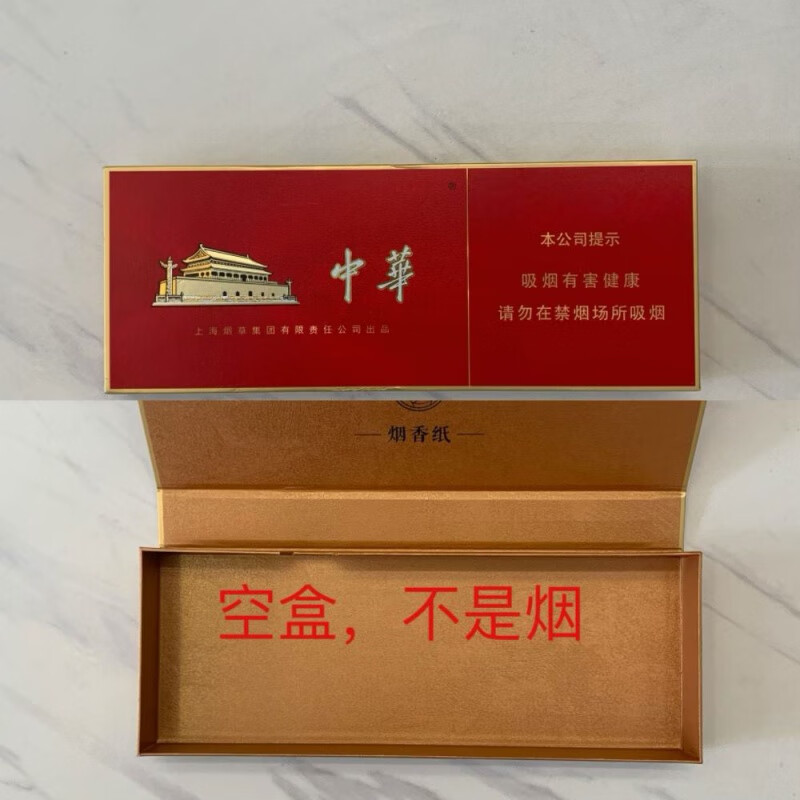 ®
中華
上海烟草集团有限责任公司出品
本公司提示
吸烟有害健康
请勿在禁烟场所吸烟
烟香纸
空盒，不是烟